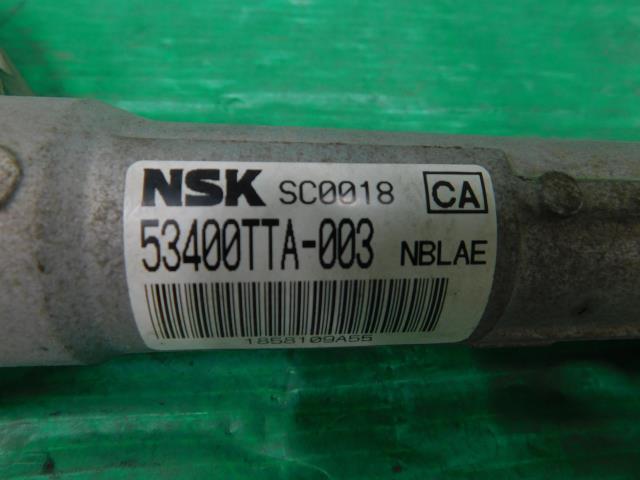 NSK SC0018 CA
53400TTA-003 NBLAE
1858109A55